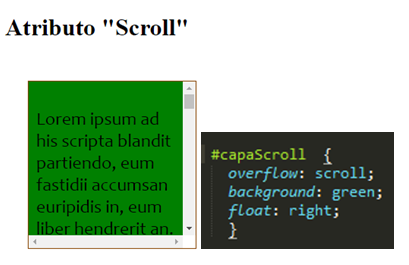 Atributo "Scroll"
Lorem ipsum ad
his scripta blandit
partiendo, eum
fastidii accumsan
euripidis in, eum
liber hendrerit an.
#capaScroll {
overflow: scroll;
background: green;
float: right;
}